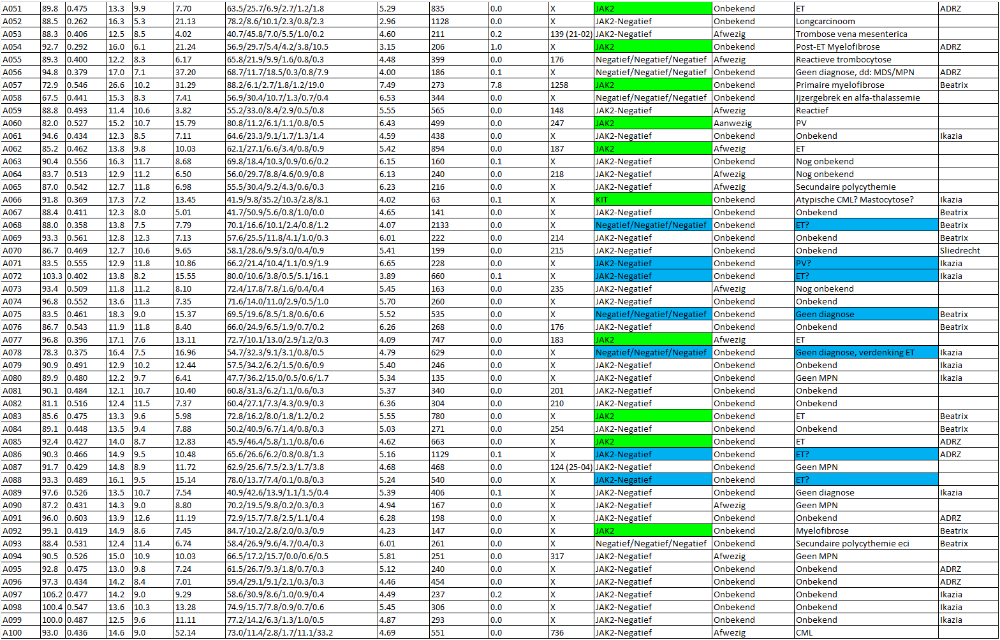 A051 89.8 0.475 13.3 9.9 7.70 63.5/25.7/6.9/2.7/1.2/1.8 5.29 835 0.0 X JAK2 Onbekend ET ADRZ
A052 88.5 0.262 16.3 5.3 21.13 78.2/8.6/10.1/2.3/0.8/2.3 2.96 1128 0.0 X JAK2-Negatief Onbekend Longcarcinoom
A053 88.3 0.406 12.5 8.5 4.02 40.7/45.8/7.0/5.5/1.0/0.2 4.60 211 0.2 139 (21-02) JAK2-Negatief Afwezig Trombose vena mesenterica
A054 92.7 0.292 16.0 6.1 21.24 56.9/29.7/5.4/4.2/3.8/10.5 3.15 206 1.0 X JAK2 Onbekend Post-ET Myelofibrose ADRZ
A055 89.3 0.400 12.2 8.3 6.17 65.8/21.9/9.9/1.6/0.8/0.3 4.48 399 0.0 176 Negatief/Negatief/Negatief Afwezig Reactieve trombocytose
A056 94.8 0.379 17.0 7.1 37.20 68.7/11.7/18.5/0.3/0.8/7.9 4.00 186 0.1 X Negatief/Negatief/Negatief Onbekend Geen diagnose, dd: MDS/MPN ADRZ
A057 72.9 0.546 26.6 10.2 31.29 88.2/6.1/2.7/1.8/1.2/19.0 7.49 273 7.8 1258 JAK2 Onbekend Primaire myelofibrose Beatrix
A058 67.5 0.441 15.3 8.3 7.41 56.9/30.4/10.7/1.3/0.7/0.4 6.53 344 0.0 X Negatief/Negatief/Negatief Onbekend Ijzergebrek en alfa-thalassemie
A059 88.8 0.493 11.4 10.6 3.82 55.2/33.0/8.4/2.9/0.5/0.8 5.55 565 0.0 148 JAK2-Negatief Afwezig Reactief
A060 82.0 0.527 15.2 10.7 15.79 80.8/11.2/6.1/1.1/0.8/0.5 6.43 499 0.0 247 JAK2 Aanwezig PV
A061 94.6 0.434 12.3 8.5 7.11 64.6/23.3/9.1/1.7/1.3/1.4 4.59 438 0.0 X JAK2-Negatief Onbekend Onbekend Ikazia
A062 85.2 0.462 13.8 9.8 10.03 62.1/27.1/6.6/3.4/0.8/0.9 5.42 894 0.0 187 JAK2 Afwezig ET
A063 90.4 0.556 16.3 11.7 8.68 69.8/18.4/10.3/0.9/0.6/0.2 6.15 160 0.1 X JAK2-Negatief Onbekend Nog onbekend
A064 83.7 0.513 12.9 11.2 6.50 56.0/29.7/8.8/4.6/0.9/0.8 6.13 240 0.0 218 JAK2-Negatief Afwezig Nog onbekend
A065 87.0 0.542 12.7 11.8 6.98 55.5/30.4/9.2/4.3/0.6/0.3 6.23 216 0.0 X JAK2-Negatief Afwezig Secundaire polycythemie
A066 91.8 0.369 17.3 7.2 13.45 41.9/9.8/35.2/10.3/2.8/8.1 4.02 63 0.1 X KIT Onbekend Atypische CML? Mastocytose? Ikazia
A067 88.4 0.411 12.3 8.0 5.01 41.7/50.9/5.6/0.8/1.0/0.0 4.65 141 0.0 X JAK2-Negatief Onbekend Onbekend Beatrix
A068 88.0 0.358 13.8 7.5 7.79 70.1/16.6/10.1/2.4/0.8/1.2 4.07 2133 0.0 X Negatief/Negatief/Negatief Onbekend ET? Beatrix
A069 93.3 0.561 12.8 12.3 7.13 57.6/25.5/11.8/4.1/1.0/0.3 6.01 222 0.0 214 JAK2-Negatief Onbekend Onbekend Beatrix
A070 86.7 0.469 12.7 10.6 9.65 58.1/28.6/9.9/3.0/0.4/0.9 5.41 199 0.0 215 JAK2-Negatief Onbekend Onbekend Sliedrecht
A071 83.5 0.555 12.9 11.8 10.86 66.2/21.4/10.4/1.1/0.9/1.9 6.65 228 0.0 X JAK2-Negatief Onbekend PV? Ikazia
A072 103.3 0.402 13.8 8.2 15.55 80.0/10.6/3.8/0.5/5.1/16.1 3.89 660 0.1 X JAK2-Negatief Onbekend ET? Ikazia
A073 93.4 0.509 11.8 11.2 8.10 72.4/17.8/7.8/1.6/0.4/0.4 5.45 163 0.0 235 JAK2-Negatief Afwezig Nog onbekend
A074 96.8 0.552 13.6 11.3 7.35 71.6/14.0/11.0/2.9/0.5/1.0 5.70 260 0.0 X JAK2-Negatief Onbekend Onbekend
A075 83.5 0.461 18.3 9.0 15.37 69.5/19.6/8.5/1.8/0.6/0.6 5.52 535 0.0 X Negatief/Negatief/Negatief Onbekend Geen diagnose Beatrix
A076 86.7 0.543 11.9 11.8 8.40 66.0/24.9/6.5/1.9/0.7/0.2 6.26 268 0.0 176 JAK2-Negatief Onbekend Onbekend Beatrix
A077 96.8 0.396 17.1 7.6 13.11 72.7/10.1/13.0/2.9/1.2/0.3 4.09 747 0.0 183 JAK2 Afwezig ET
A078 78.3 0.375 16.4 7.5 16.96 54.7/32.3/9.1/3.1/0.8/0.5 4.79 629 0.0 X Negatief/Negatief/Negatief Onbekend Geen diagnose, verdenking ET Ikazia
A079 90.9 0.491 12.9 10.2 12.44 57.5/34.2/6.2/1.5/0.6/0.9 5.40 246 0.0 X JAK2-Negatief Onbekend Onbekend Ikazia
A080 89.9 0.480 12.2 9.7 6.41 47.7/36.2/15.0/0.5/0.6/1.7 5.34 135 0.0 X JAK2-Negatief Onbekend Geen MPN Ikazia
A081 90.1 0.484 12.1 10.7 10.40 60.8/31.3/6.2/1.1/0.6/0.3 5.37 340 0.0 201 JAK2-Negatief Onbekend Onbekend
A082 81.1 0.516 12.4 11.5 7.37 60.4/27.1/7.3/4.3/0.9/0.3 6.36 304 0.0 210 JAK2-Negatief Onbekend Onbekend
A083 85.6 0.475 13.3 9.6 5.98 72.8/16.2/8.0/1.8/1.2/0.2 5.55 780 0.0 X JAK2 Onbekend ET Beatrix
A084 89.1 0.448 13.5 9.4 7.88 50.2/40.9/6.7/1.4/0.8/0.3 5.03 271 0.0 254 JAK2-Negatief Onbekend Onbekend Beatrix
A085 92.4 0.427 14.0 8.7 12.83 45.9/46.4/5.8/1.1/0.8/0.6 4.62 663 0.0 X JAK2 Onbekend ET ADRZ
A086 90.3 0.466 14.9 9.5 10.48 65.6/26.6/6.2/0.8/0.8/1.3 5.16 1129 0.1 X JAK2-Negatief Onbekend ET? ADRZ
A087 91.7 0.429 14.8 8.9 11.72 62.9/25.6/7.5/2.3/1.7/3.8 4.68 468 0.0 124 (25-04) JAK2-Negatief Onbekend Geen MPN
A088 93.3 0.489 16.1 9.5 15.14 78.0/13.7/7.4/0.1/0.8/0.3 5.24 540 0.0 X JAK2-Negatief Onbekend ET?
A089 97.6 0.526 13.5 10.7 7.54 40.9/42.6/13.9/1.1/1.5/0.4 5.39 406 0.1 X JAK2-Negatief Onbekend Geen diagnose Ikazia
A090 87.2 0.431 14.3 9.0 8.80 70.2/19.5/9.8/0.2/0.3/0.3 4.94 167 0.0 X JAK2-Negatief Afwezig Geen MPN
A091 96.0 0.603 13.9 12.6 11.19 72.9/15.7/7.8/2.5/1.1/0.4 6.28 198 0.0 X JAK2-Negatief Onbekend Onbekend ADRZ
A092 99.1 0.419 14.9 8.6 7.45 84.7/10.2/2.8/2.0/0.3/0.9 4.23 147 0.0 X JAK2 Onbekend Myelofibrose Beatrix
A093 88.4 0.531 12.4 11.4 6.74 58.4/26.9/9.6/4.7/0.4/0.3 6.01 261 0.0 X Negatief/Negatief/Negatief Onbekend Secundaire polycythemie eci Beatrix
A094 90.5 0.526 15.0 10.9 10.03 66.5/17.2/15.7/0.0/0.6/0.5 5.81 251 0.0 317 JAK2-Negatief Afwezig Geen MPN
A095 92.8 0.475 13.0 9.8 7.24 61.5/26.7/9.3/1.8/0.7/0.3 5.12 240 0.0 X JAK2-Negatief Onbekend Onbekend ADRZ
A096 97.3 0.434 14.2 8.4 7.01 59.4/29.1/9.1/2.1/0.3/0.3 4.46 454 0.0 X JAK2-Negatief Onbekend Onbekend ADRZ
A097 106.2 0.477 14.2 9.0 9.29 58.6/30.9/8.6/1.0/0.9/0.4 4.49 237 0.2 X JAK2-Negatief Onbekend Onbekend Ikazia
A098 100.4 0.547 13.6 10.3 13.28 74.9/15.7/7.8/0.9/0.7/0.6 5.45 306 0.0 X JAK2-Negatief Onbekend Onbekend Ikazia
A099 100.0 0.487 12.5 9.6 11.11 77.2/14.2/6.3/1.3/1.0/0.5 4.87 293 0.0 X JAK2-Negatief Onbekend Onbekend Ikazia
A100 93.0 0.436 14.6 9.0 52.14 73.0/11.4/2.8/1.7/11.1/33.2 4.69 551 0.0 736 JAK2-Negatief Afwezig CML